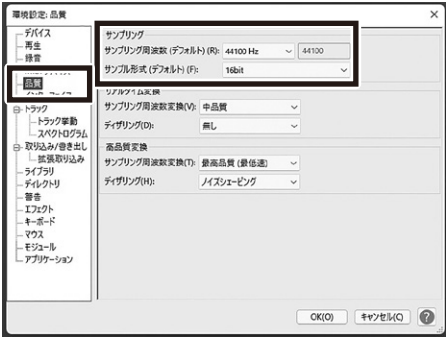 環境設定: 品質
デバイス
再生
録音
品質
トラック
トラック挙動
スペクトログラム
取り込み/書き出し
拡張取り込み
ライブラリ
ディレクトリ
警告
エフェクト
キーボード
マウス
モジュール
アプリケーション
サンプリング
サンプリング周波数 (デフォルト) (R): 44100 Hz 44100
サンプル形式 (デフォルト) (F): 16bit
リアルタイム変換
サンプリング周波数変換(V): 中品質
ディザリング(D): 無し
高品質変換
サンプリング周波数変換(T): 最高品質 (最低速)
ディザリング(H): ノイズシェーピング
OK(O) キャンセル(C) ?